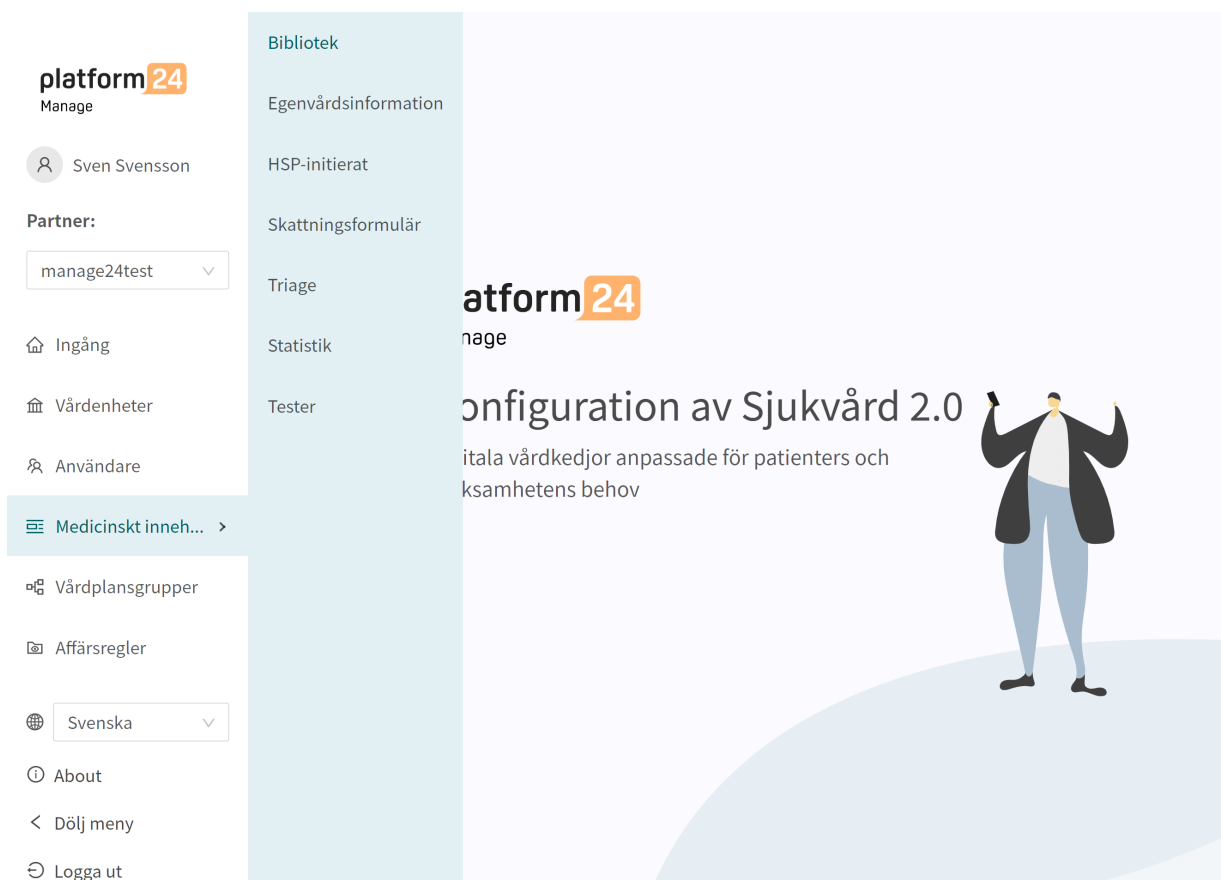 platform24
Manage
Sven Svensson
Partner:
manage24test
Ingång
Vårdenheter
Användare
Medicinskt inneh...
Vårdplansgrupper
Affärsregler
Svenska
About
Dölj meny
Logga ut
Bibliotek
Egenvårdsinformation
HSP-initierat
Skattningsformulär
Triage
Statistik
Tester
atform24
nage
onfiguration av Sjukvård 2.0
itala vårdkedjor anpassade för patienters och
ksamhetens behov